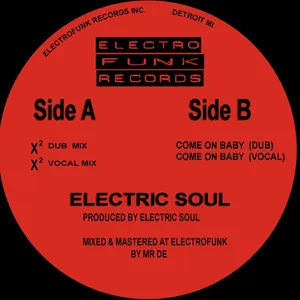 ELECTROFUNK RECORDS INC. DETROIT MI
ELECTRO
FUNK
RECORDS
Side A Side B
X² DUB MIX COME ON BABY (DUB)
X² VOCAL MIX COME ON BABY (VOCAL)
ELECTRIC SOUL
PRODUCED BY ELECTRIC SOUL
MIXED & MASTERED AT ELECTROFUNK
BY MR DE